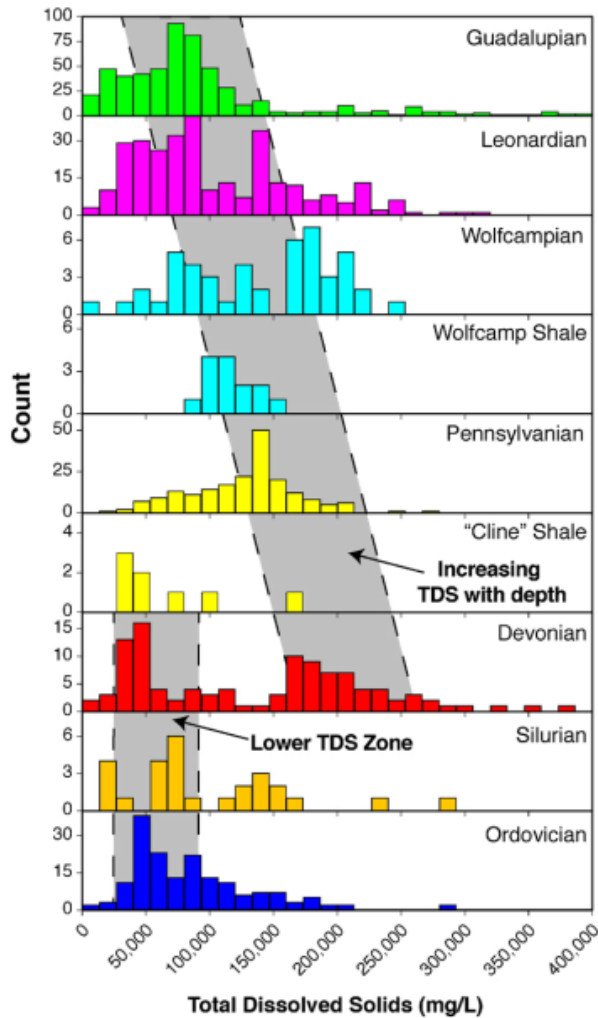 100
75
50
25
0
Guadalupian
30
15
0
Leonardian
6
3
0
Wolfcampian
6
3
0
Wolfcamp Shale
50
25
0
Pennsylvanian
4
2
0
“Cline” Shale
Increasing
TDS with depth
15
10
5
0
Devonian
6
3
0
Lower TDS Zone
Silurian
30
15
0
Ordovician
Count
0
50,000
100,000
150,000
200,000
250,000
300,000
350,000
400,000
Total Dissolved Solids (mg/L)